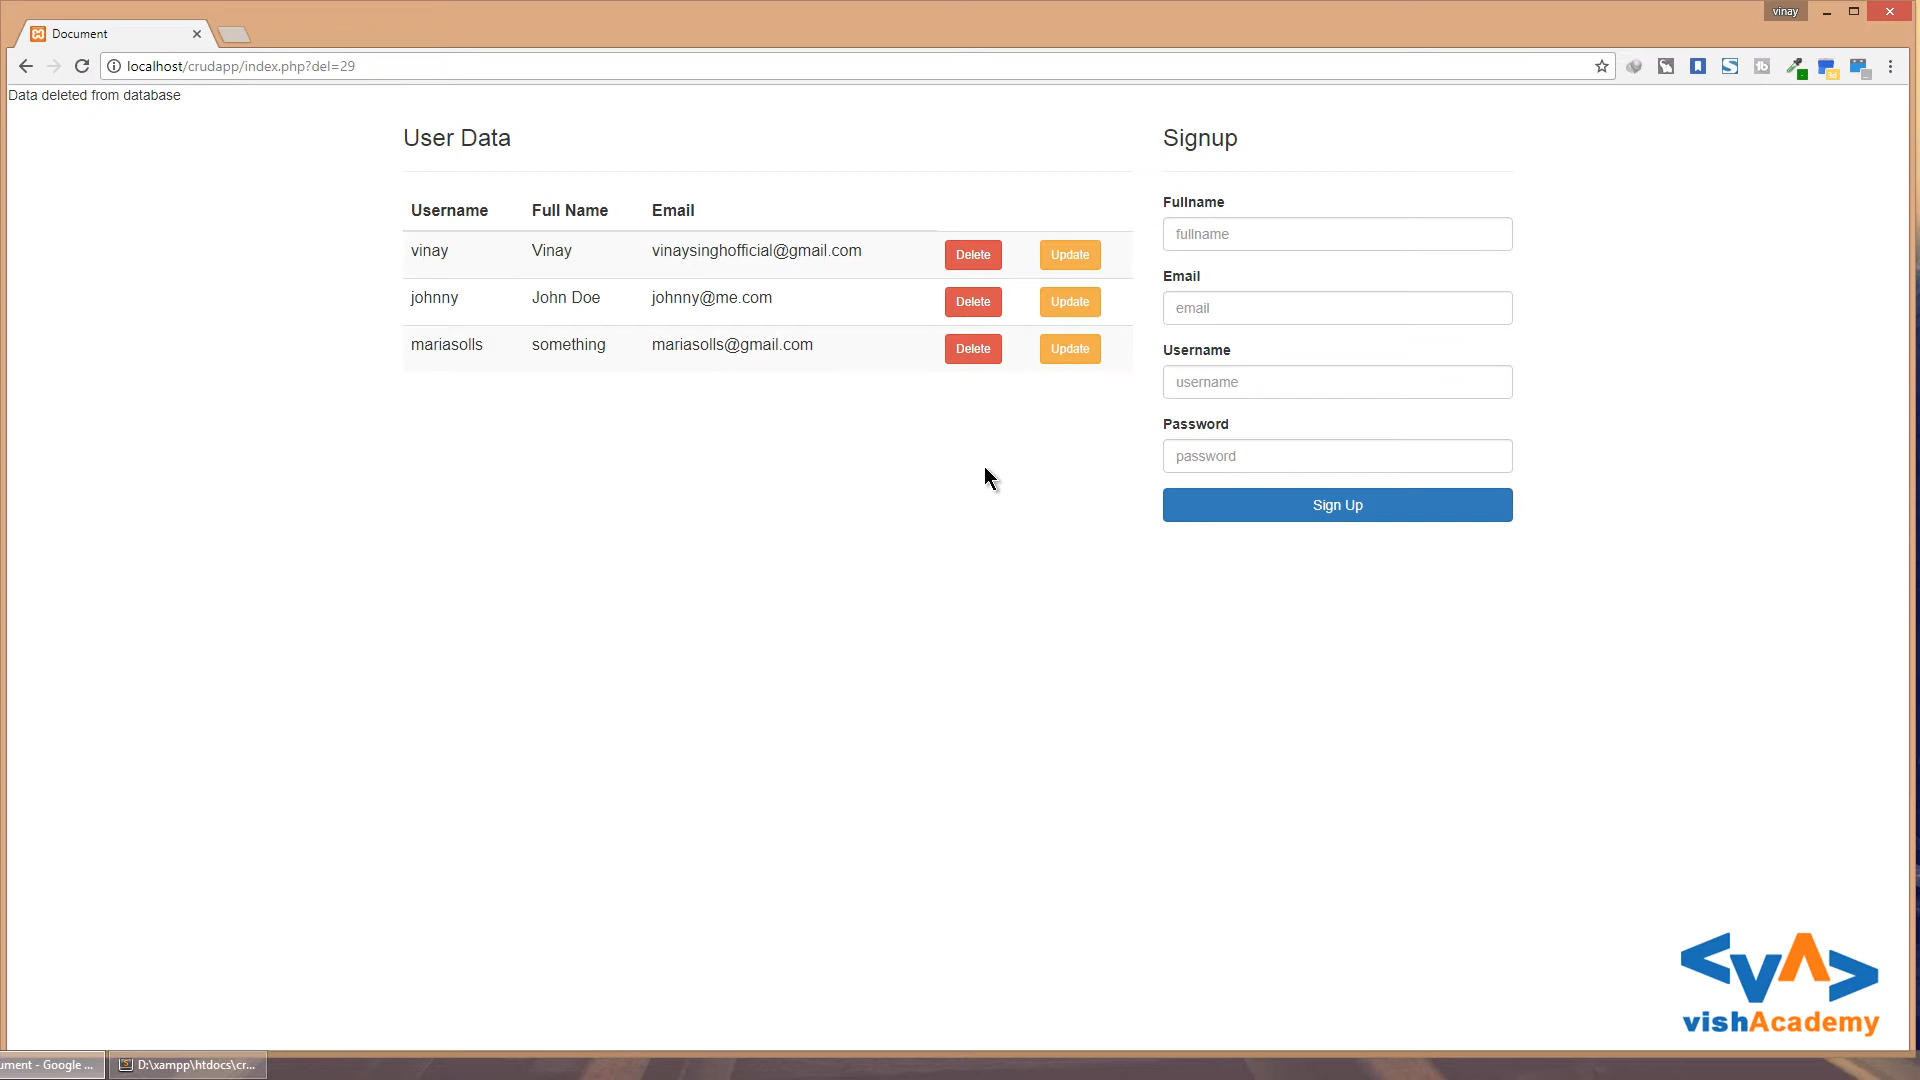 vinay
Document
localhost/crudapp/index.php?del=29
Data deleted from database
User Data
Username Full Name Email
vinay Vinay vinaysinghofficial@gmail.com Delete Update
johnny John Doe johnny@me.com Delete Update
mariasolls something mariasolls@gmail.com Delete Update
Signup
Fullname
fullname
Email
email
Username
username
Password
password
Sign Up
vishAcademy
ument - Google ...
D:\xampp\htdocs\cr...